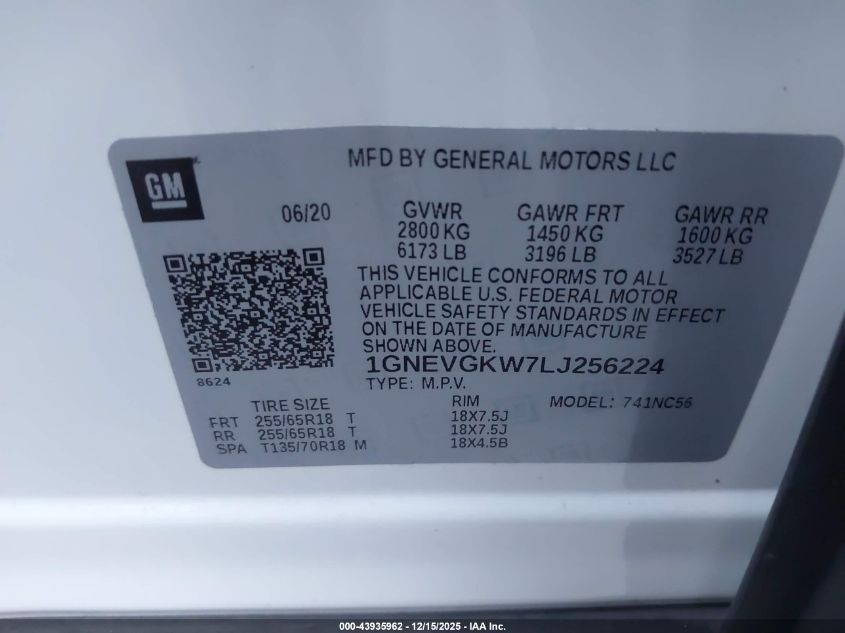 MFD BY GENERAL MOTORS LLC
GM
06/20
GVWR GAWR FRT GAWR RR
2800 KG 1450 KG 1600 KG
6173 LB 3196 LB 3527 LB
THIS VEHICLE CONFORMS TO ALL
APPLICABLE U.S. FEDERAL MOTOR
VEHICLE SAFETY STANDARDS IN EFFECT
ON THE DATE OF MANUFACTURE
SHOWN ABOVE.
1GNEVGKW7LJ256224
8624
TYPE: M.P.V.
TIRE SIZE RIM MODEL: 741NC56
FRT 255/65R18 T 18X7.5J
RR 255/65R18 T 18X7.5J
SPA T135/70R18 M 18X4.5B
000-43935962 - 12/15/2025 - IAA Inc.